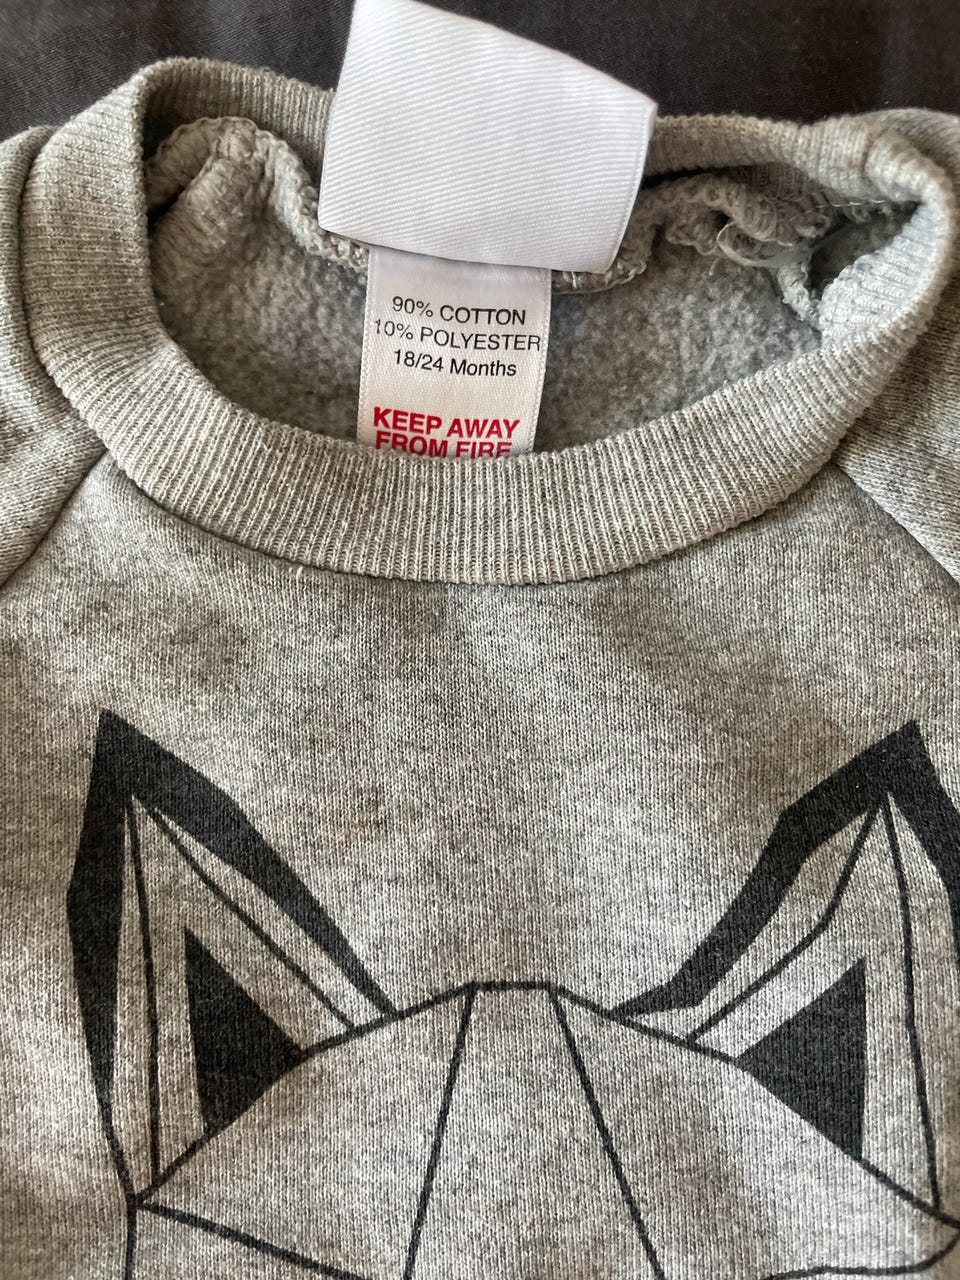 90% COTTON
10% POLYESTER
18/24 Months
KEEP AWAY
FROM FIRE